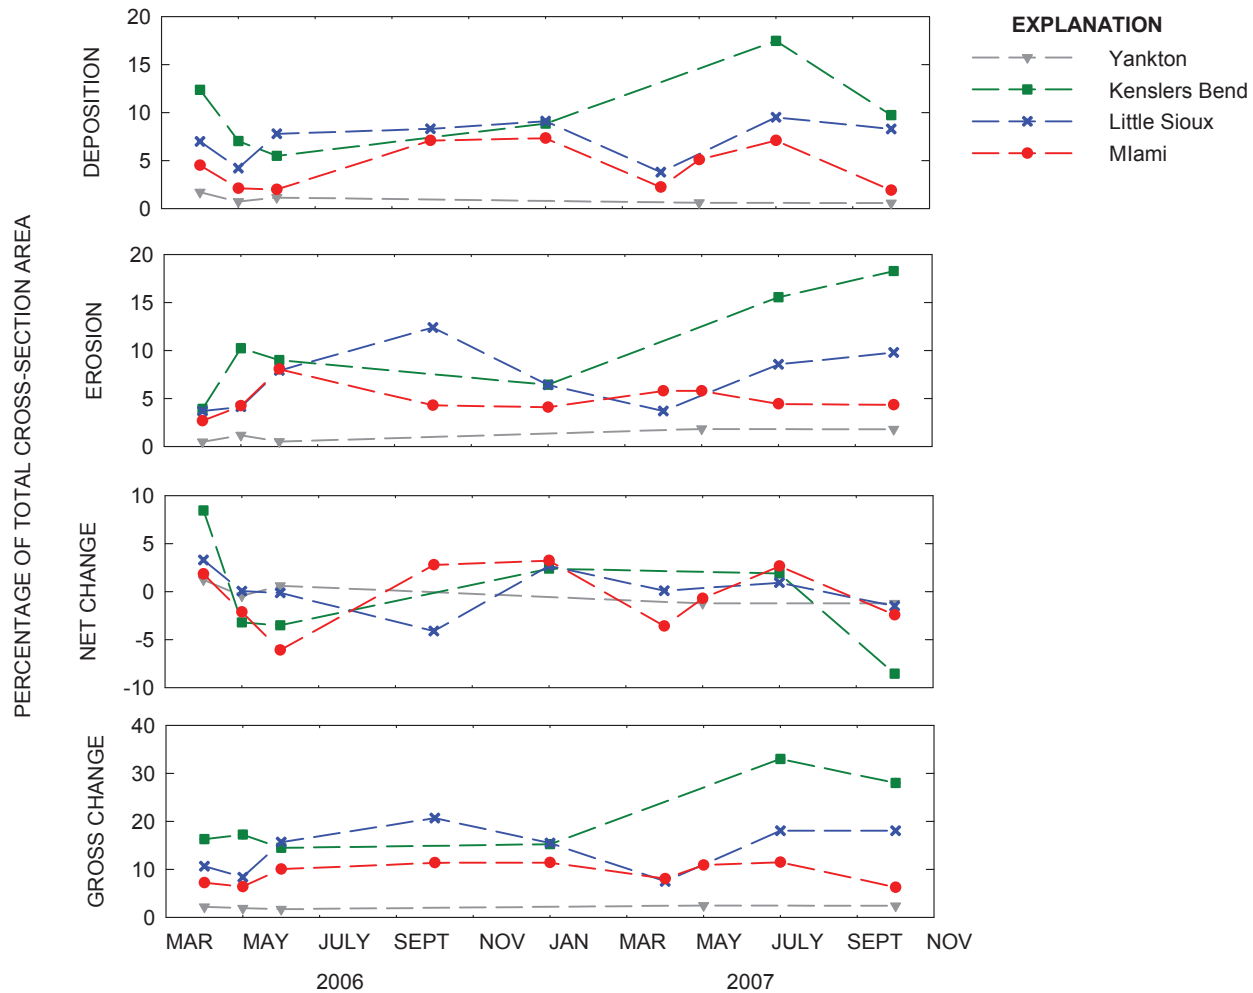 PERCENTAGE OF TOTAL CROSS-SECTION AREA
DEPOSITION
20
15
10
5
0
EROSION
20
15
10
5
0
NET CHANGE
10
5
0
-5
-10
GROSS CHANGE
40
30
20
10
0
MAR MAY JULY SEPT NOV JAN MAR MAY JULY SEPT NOV
2006 2007
EXPLANATION
Yankton
Kenslers Bend
Little Sioux
MIami